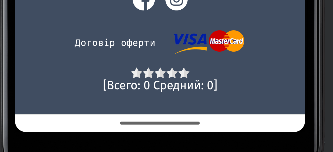 Договір оферти VISA MasterCard
[Всего: 0 Средний: 0]